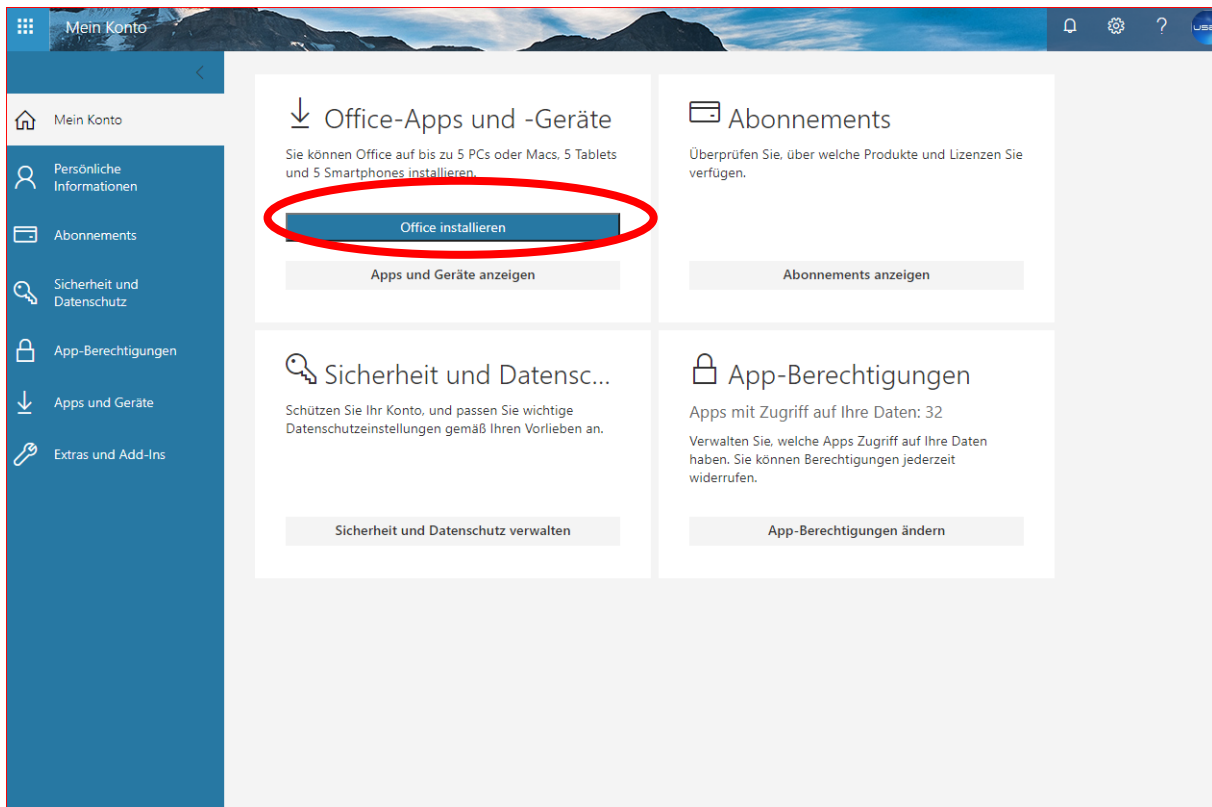 Mein Konto
?
Mein Konto
Persönliche
Informationen
Abonnements
Sicherheit und
Datenschutz
App-Berechtigungen
Apps und Geräte
Extras und Add-Ins
Office-Apps und -Geräte
Sie können Office auf bis zu 5 PCs oder Macs, 5 Tablets
und 5 Smartphones installieren.
Office installieren
Apps und Geräte anzeigen
Abonnements
Überprüfen Sie, über welche Produkte und Lizenzen Sie
verfügen.
Abonnements anzeigen
Sicherheit und Datensc...
Schützen Sie Ihr Konto, und passen Sie wichtige
Datenschutzeinstellungen gemäß Ihren Vorlieben an.
Sicherheit und Datenschutz verwalten
App-Berechtigungen
Apps mit Zugriff auf Ihre Daten: 32
Verwalten Sie, welche Apps Zugriff auf Ihre Daten
haben. Sie können Berechtigungen jederzeit
widerrufen.
App-Berechtigungen ändern